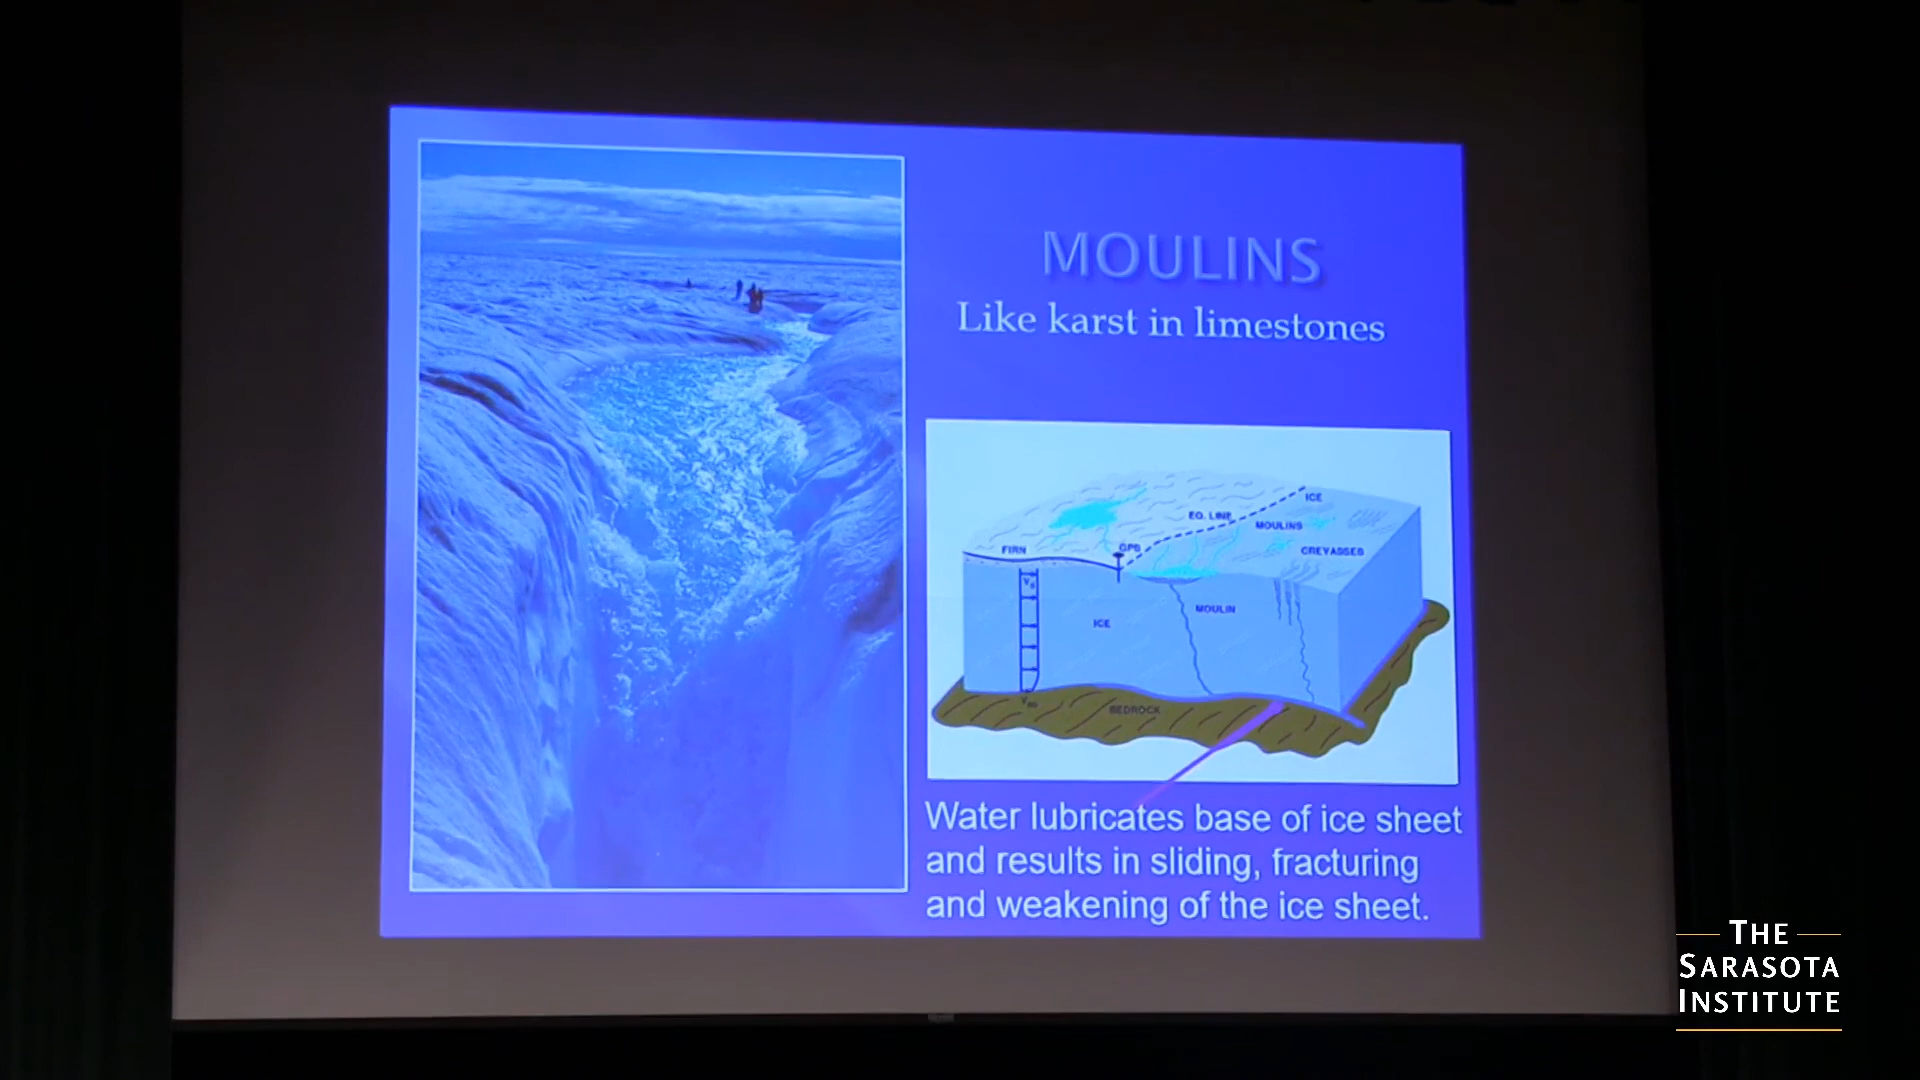 MOULINS
Like karst in limestones
ICE
EQ. LINE
MOULINS
CREVASSES
GPS
FIRN
MOULIN
ICE
BEDROCK
Water lubricates base of ice sheet
and results in sliding, fracturing
and weakening of the ice sheet.
THE
SARASOTA
INSTITUTE